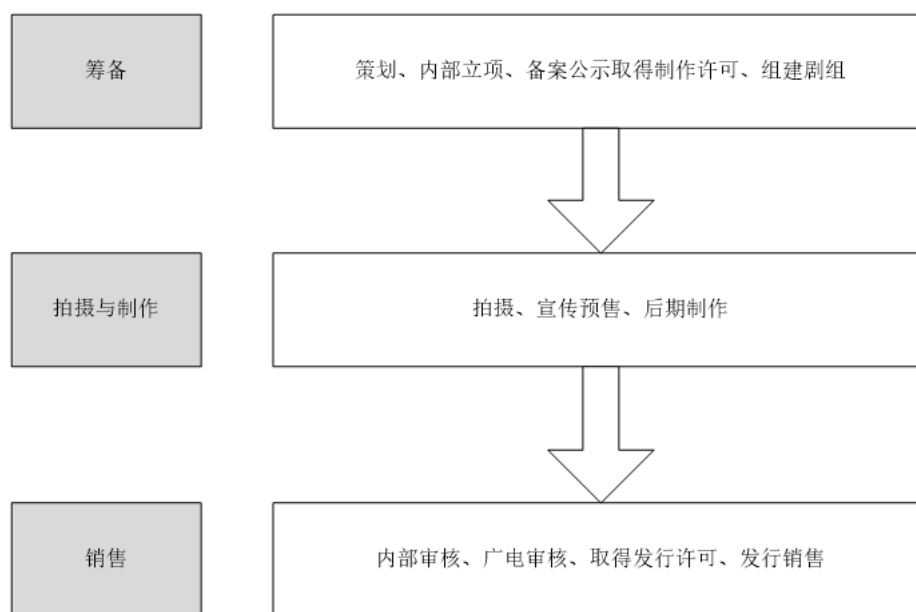 筹备
策划、内部立项、备案公示取得制作许可、组建剧组
拍摄与制作
拍摄、宣传预售、后期制作
销售
内部审核、广电审核、取得发行许可、发行销售